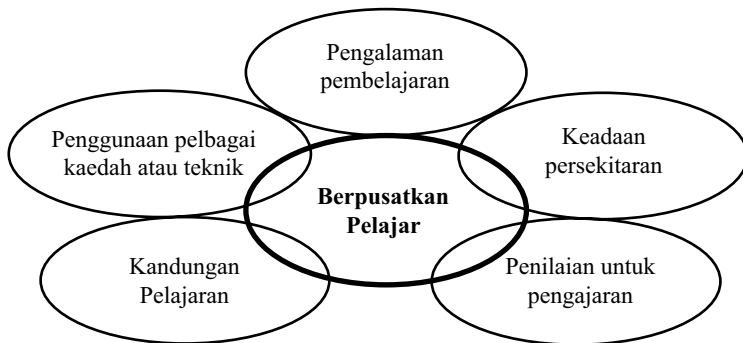 Pengalaman
pembelajaran
Penggunaan pelbagai
kaedah atau teknik
Keadaan
persekitaran
Berpusatkan
Pelajar
Kandungan
Pelajaran
Penilaian untuk
pengajaran